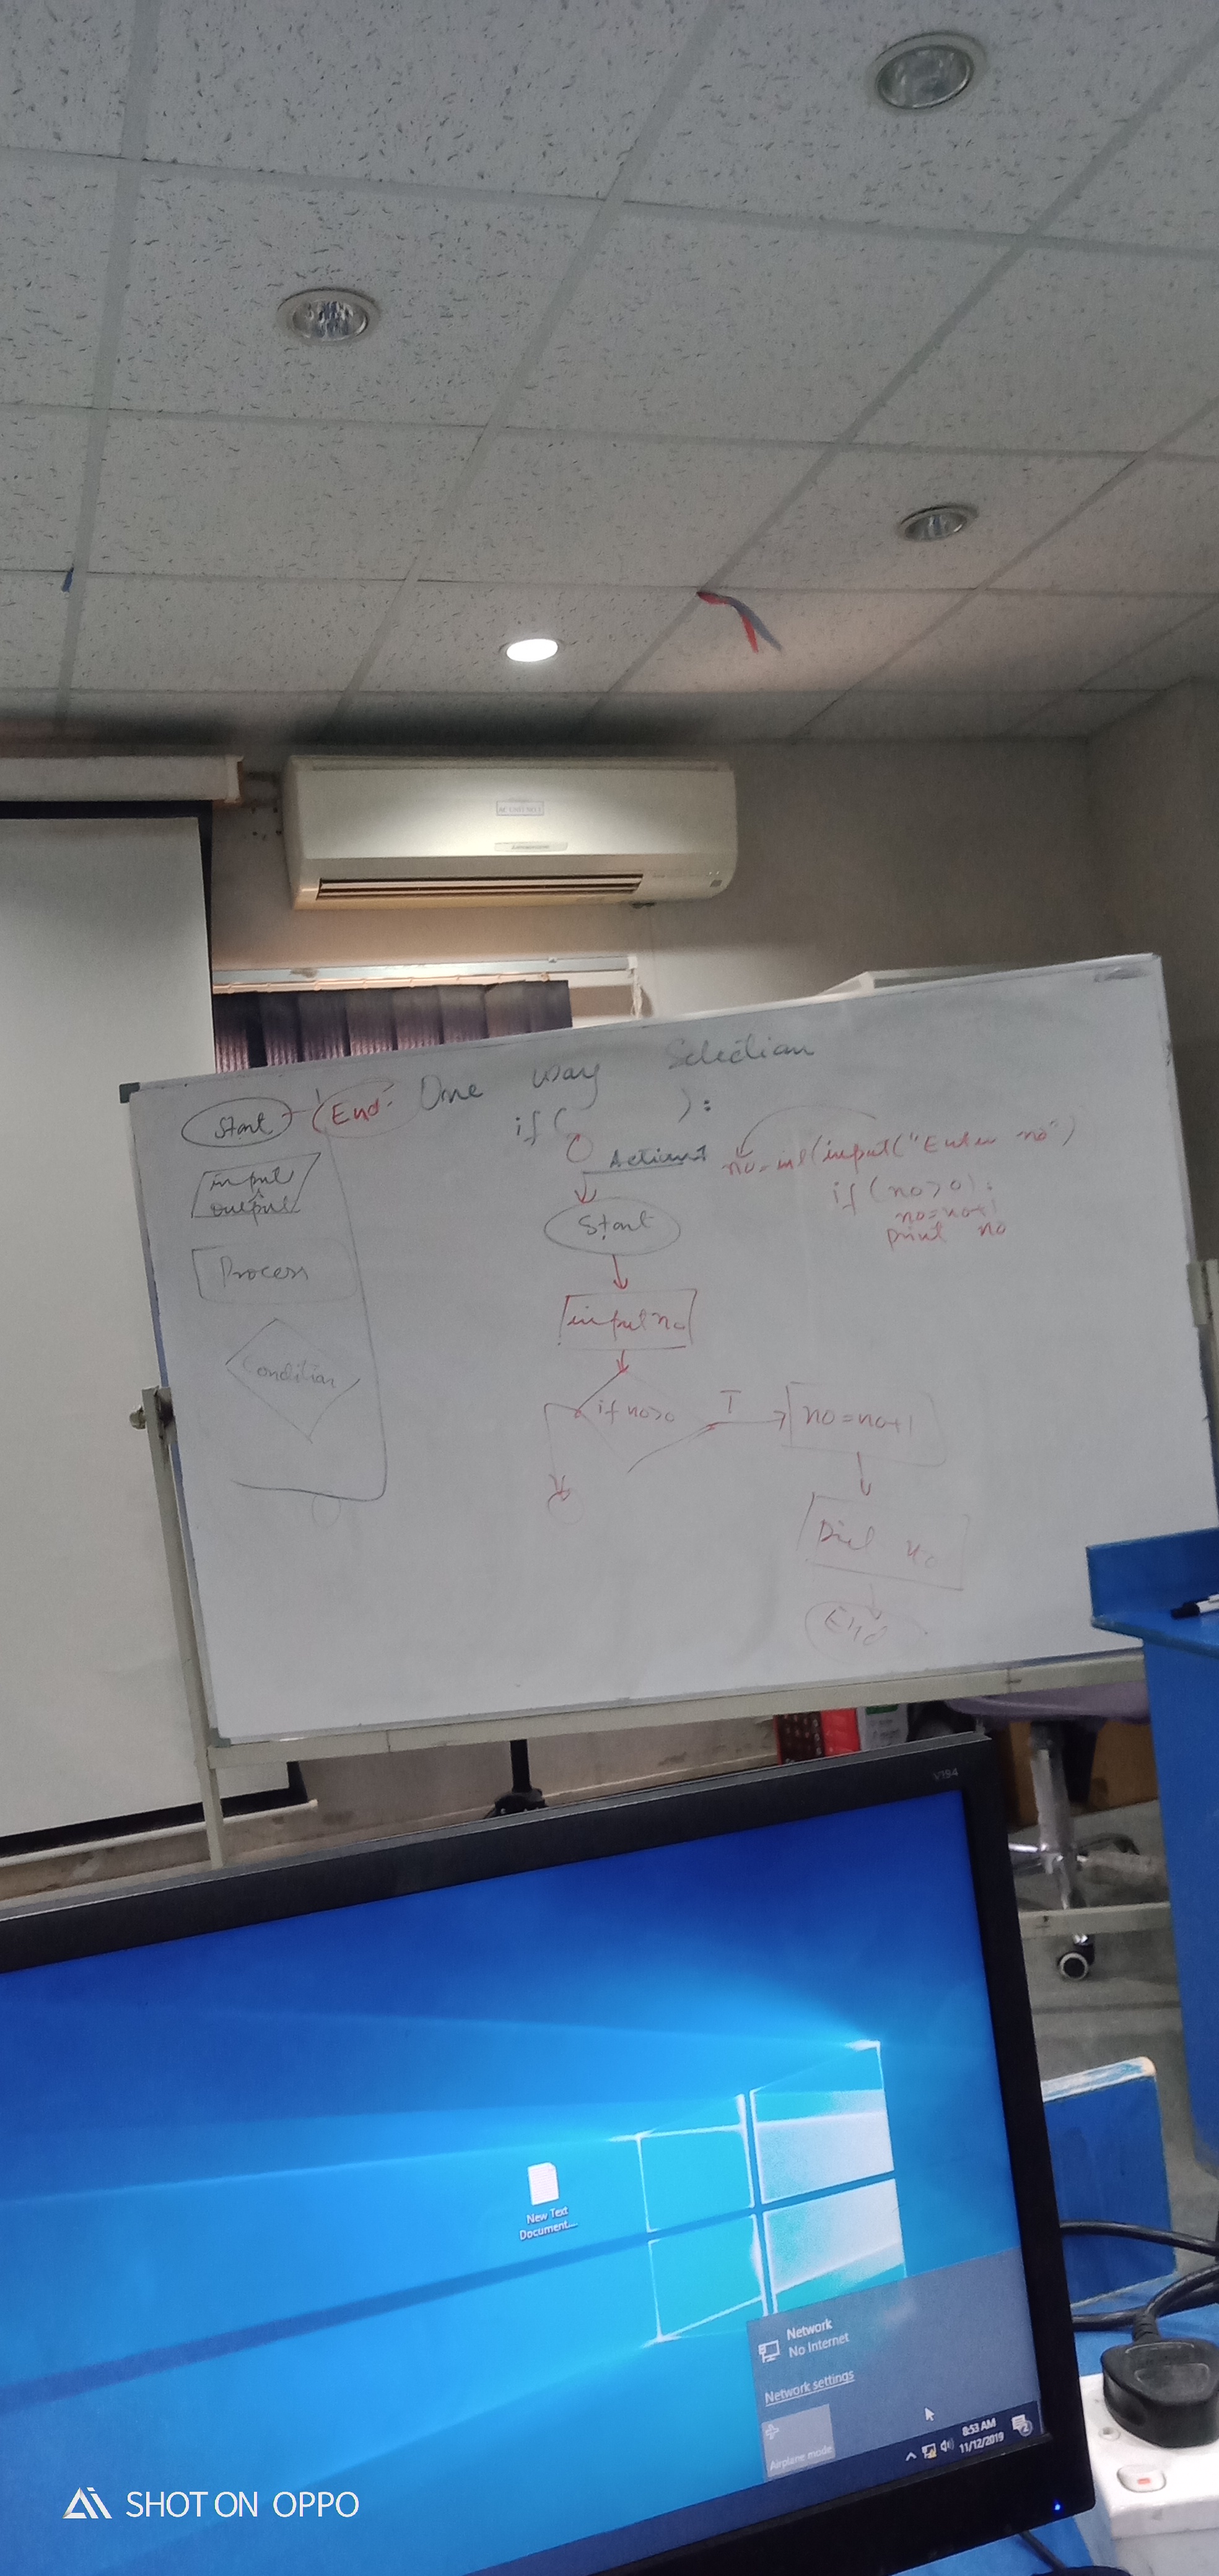 One way Selection
Start
End
if ( ) :
Action1
no=int(input("Enter no")
if (no>0):
no=no+1
print no
input
output
Process
Condition
Start
input no
if no>0
T
no=no+1
no
End
V194
New Text
Document....
Network
No Internet
Network settings
Airplane mode
8:53 AM
11/12/2019
2
SHOT ON OPPO